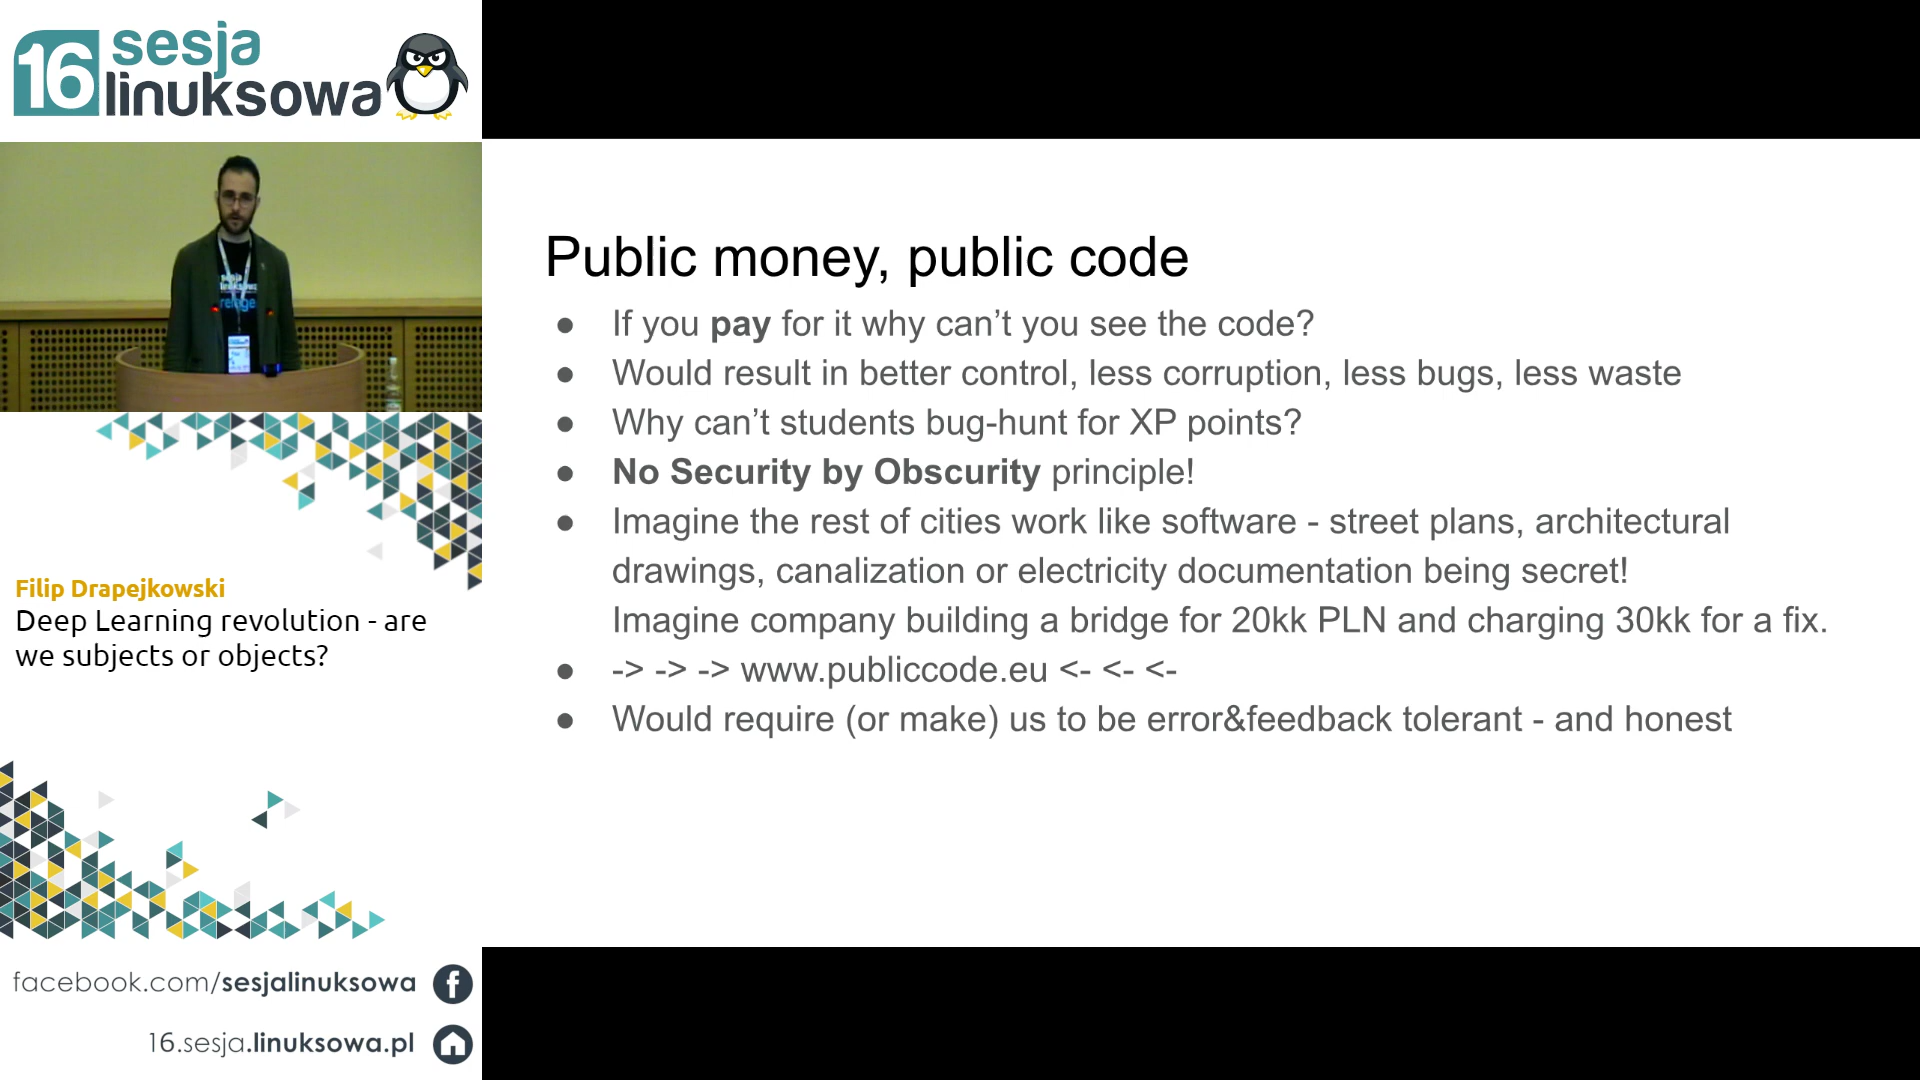 16 sesja
linuksowa
Filip Drapejkowski
Deep Learning revolution - are
we subjects or objects?
facebook.com/sesjalinuksowa
16.sesja.linuksowa.pl
Public money, public code
● If you pay for it why can’t you see the code?
● Would result in better control, less corruption, less bugs, less waste
● Why can’t students bug-hunt for XP points?
● No Security by Obscurity principle!
● Imagine the rest of cities work like software - street plans, architectural
drawings, canalization or electricity documentation being secret!
Imagine company building a bridge for 20kk PLN and charging 30kk for a fix.
● -> -> -> www.publiccode.eu <- <- <-
● Would require (or make) us to be error&feedback tolerant - and honest